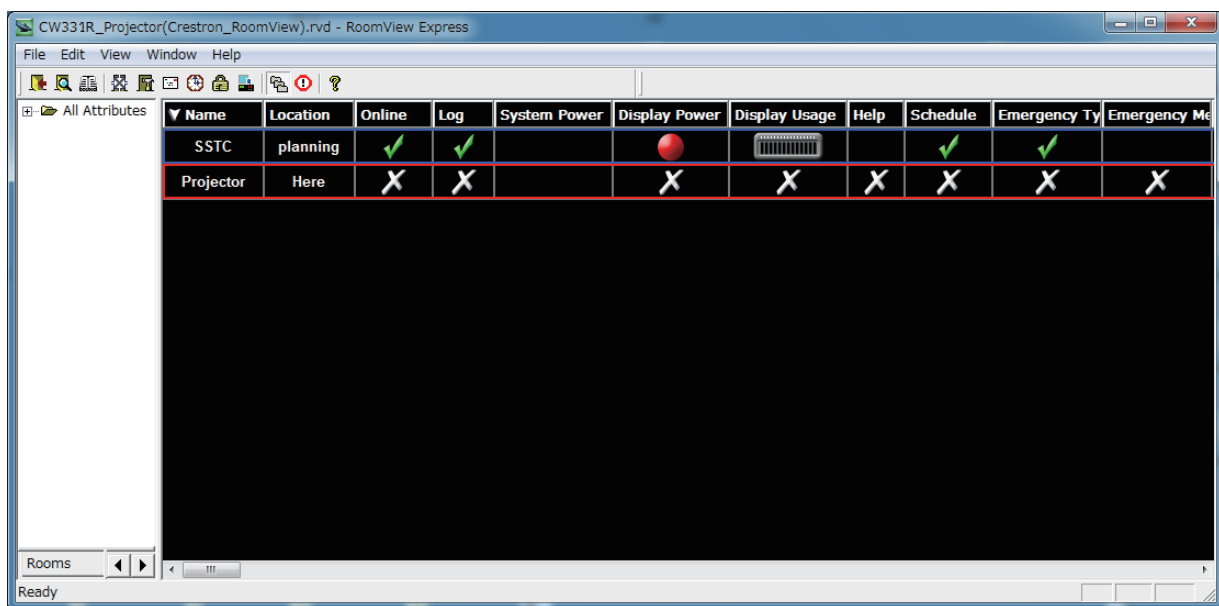 CW331R_Projector(Crestron_RoomView).rvd - RoomView Express
File Edit View Window Help
All Attributes
Name Location Online Log System Power Display Power Display Usage Help Schedule Emergency Ty Emergency Me
SSTC planning
Projector Here
Rooms
Ready